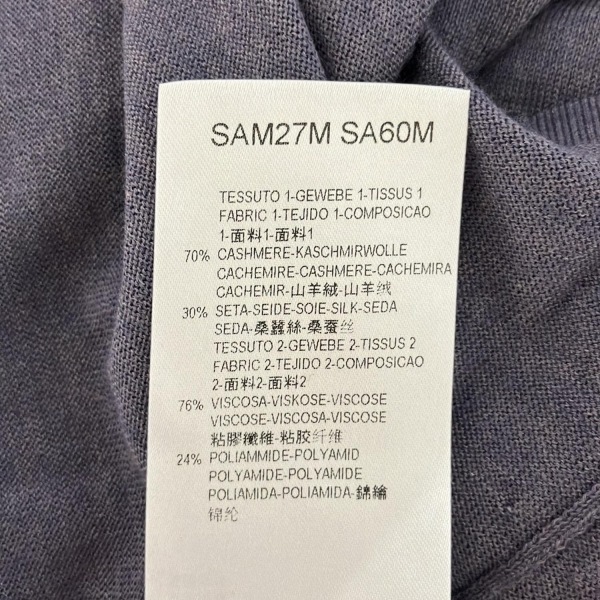 SAM27M SA60M
TESSUTO 1-GEWEBE 1-TISSUS 1
FABRIC 1-TEJIDO 1-COMPOSICAO
1-面料1-面料1
70% CASHMERE-KASCHMIRWOLLE
CACHEMIRE-CASHMERE-CACHEMIRA
CACHEMIR-山羊絨-山羊绒
30% SETA-SEIDE-SOIE-SILK-SEDA
SEDA-桑蠶絲-桑蚕丝
TESSUTO 2-GEWEBE 2-TISSUS 2
FABRIC 2-TEJIDO 2-COMPOSICAO
2-面料2-面料2
76% VISCOSA-VISKOSE-VISCOSE
VISCOSE-VISCOSA-VISCOSE
粘膠纖維-粘胶纤维
24% POLIAMMIDE-POLYAMID
POLYAMIDE-POLYAMIDE
POLIAMIDA-POLIAMIDA-錦綸
锦纶